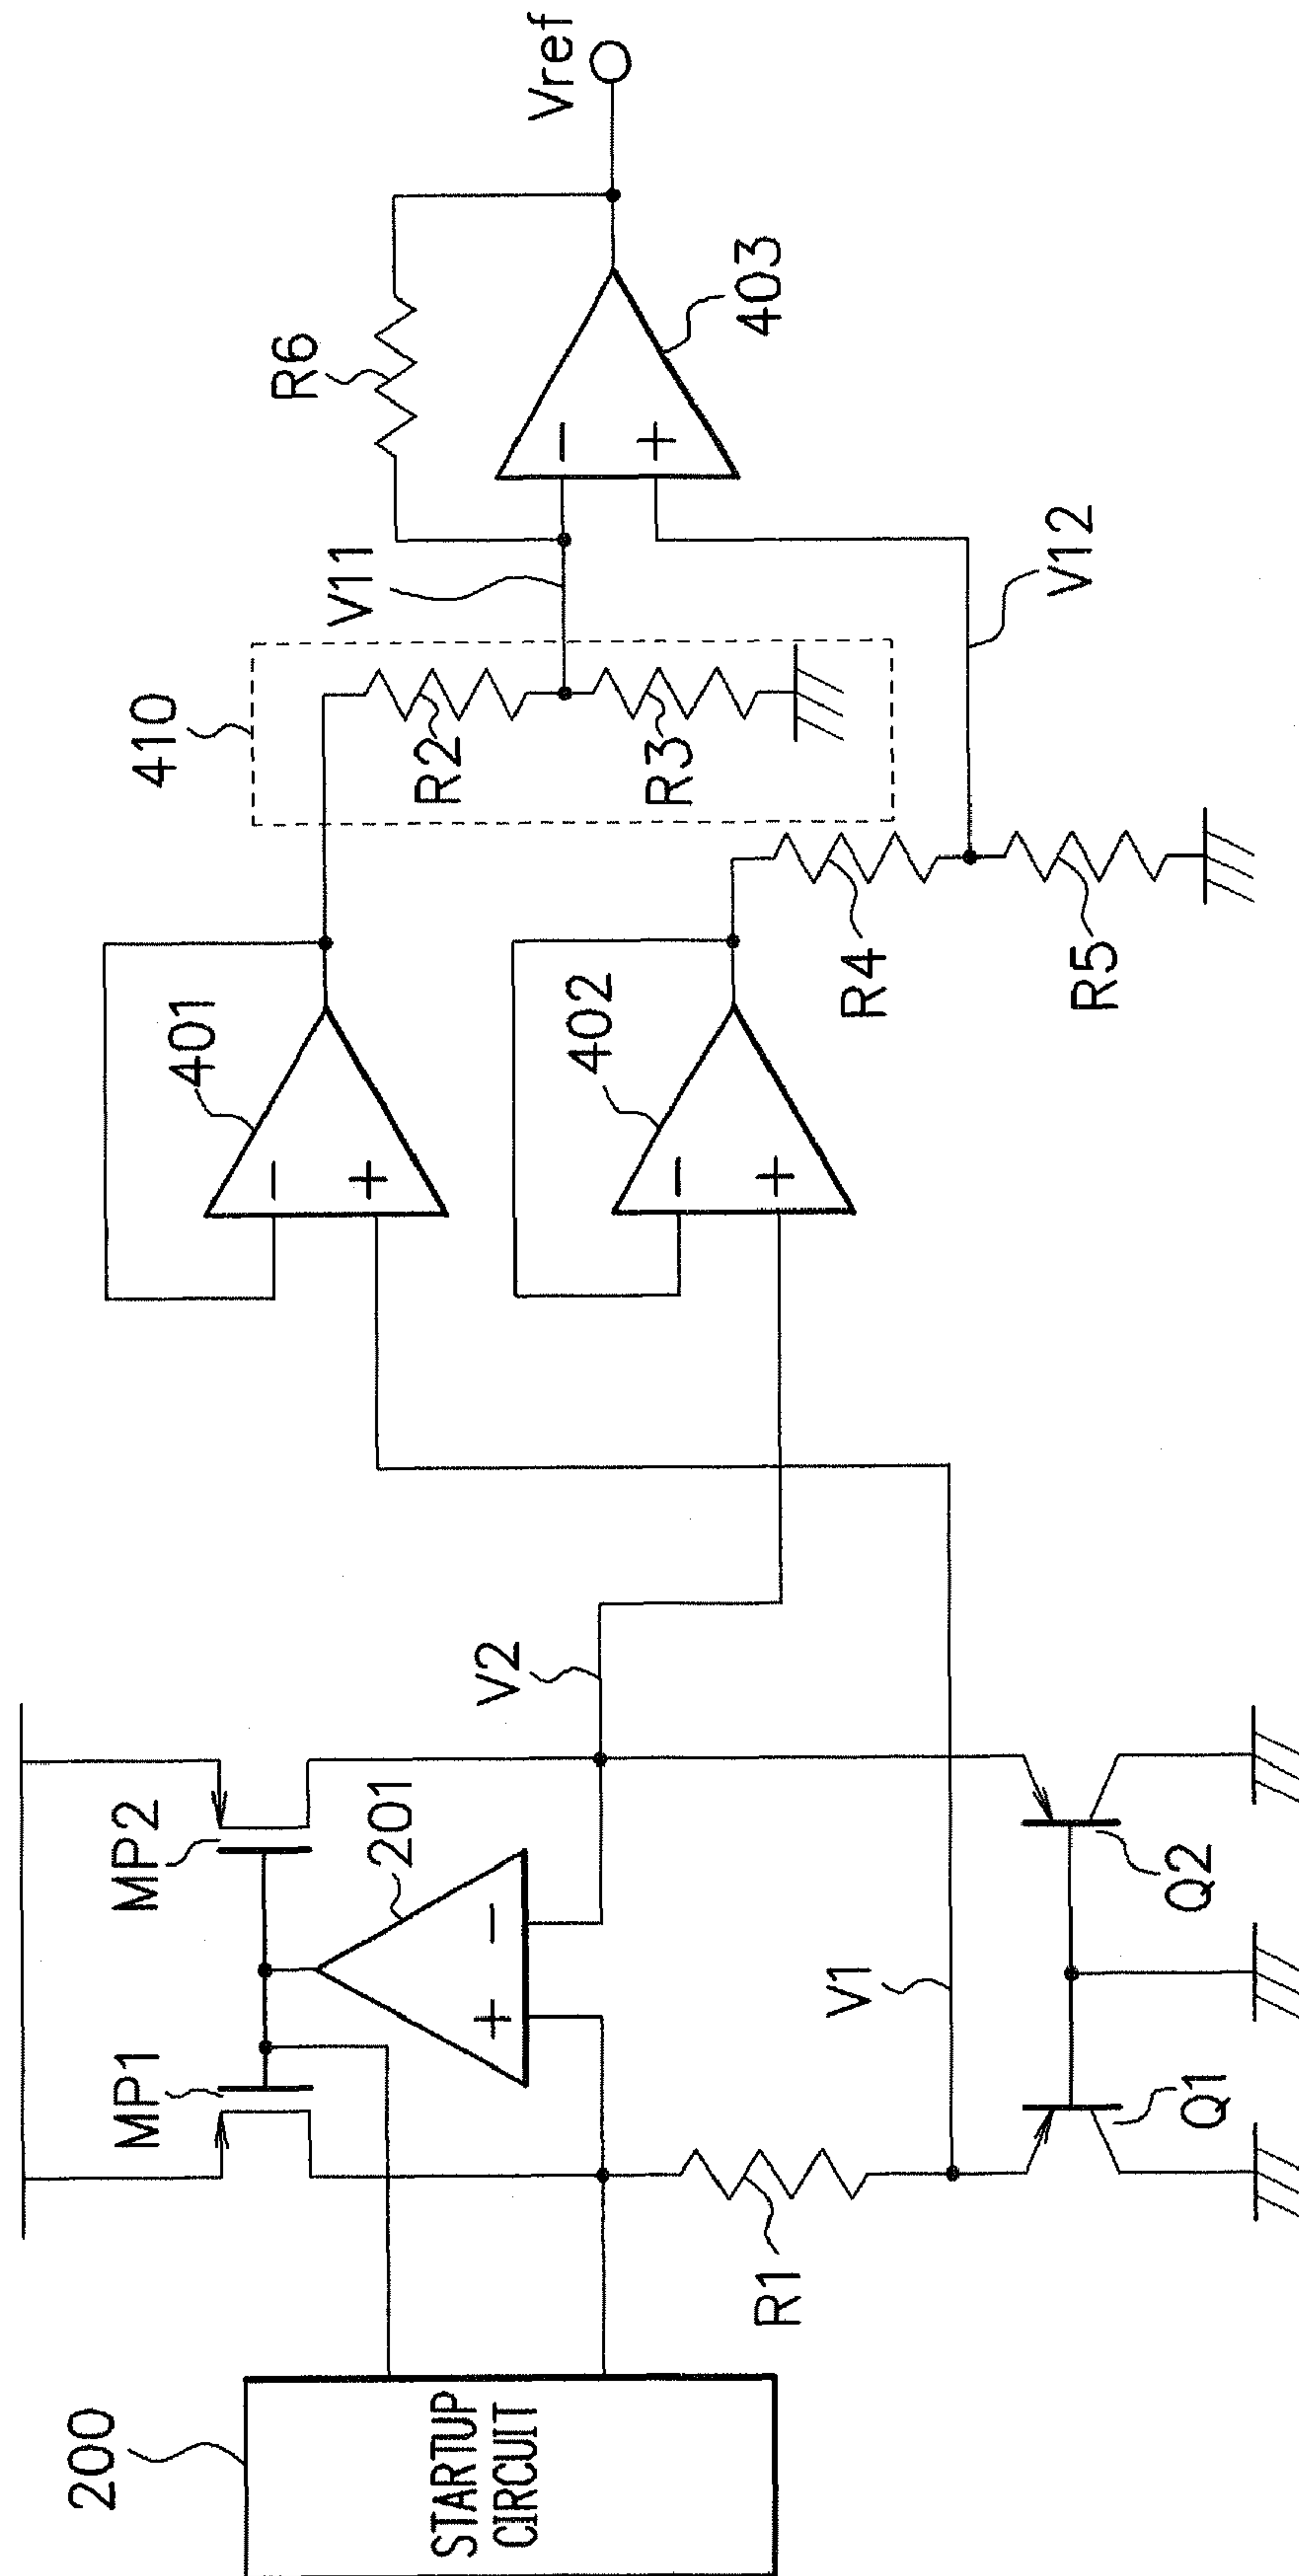 200
STARTUP
CIRCUIT
MP1
MP2
201
+
−
R1
V1
V2
Q1
Q2
401
−
+
402
−
+
410
R2
R3
R4
R5
V11
V12
R6
−
+
403
Vref